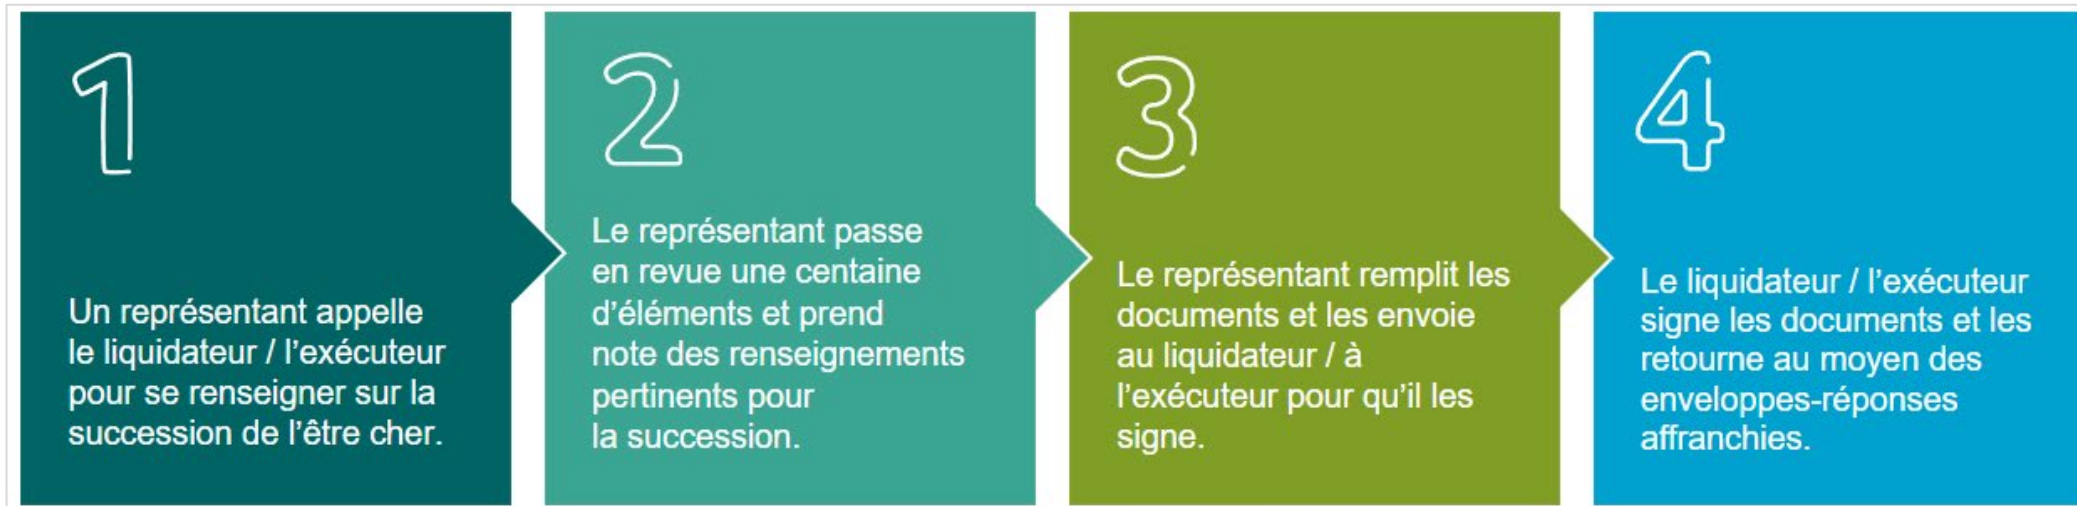 1
Un représentant appelle
le liquidateur / l’exécuteur
pour se renseigner sur la
succession de l’être cher.
2
Le représentant passe
en revue une centaine
d’éléments et prend
note des renseignements
pertinents pour
la succession.
3
Le représentant remplit les
documents et les envoie
au liquidateur / à
l’exécuteur pour qu’il les
signe.
4
Le liquidateur / l’exécuteur
signe les documents et les
retourne au moyen des
enveloppes-réponses
affranchies.